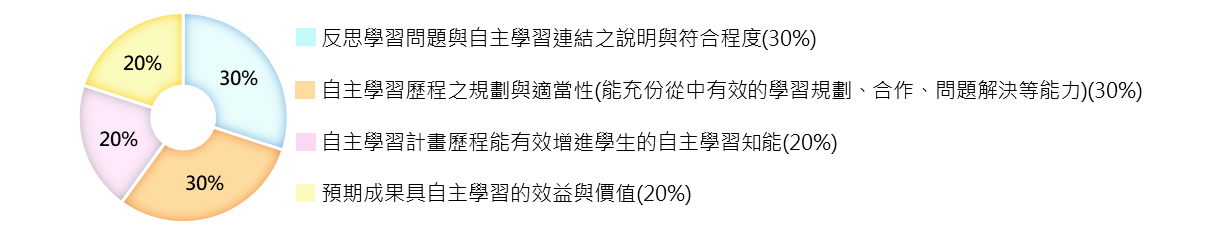 20%
30%
20%
30%
反思學習問題與自主學習連結之說明與符合程度(30%)
自主學習歷程之規劃與適當性(能充份從中有效的學習規劃、合作、問題解決等能力)(30%)
自主學習計畫歷程能有效增進學生的自主學習知能(20%)
預期成果具自主學習的效益與價值(20%)